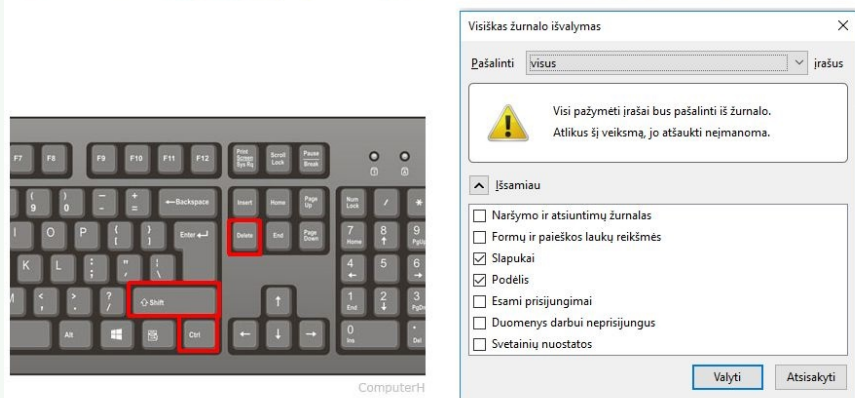 F7 F8 F9 F10 F11 F12 Print Screen Sys Rq Scroll Lock Pause Break
( 9 ) 0 _ - + = ←Backspace Insert Home Page Up Num Lock / *
I O P { [ } ] Enter Delete End Page Down 7 Home 8 ↑ 9 PgUp
K L : ; " ' | \ 4 ← 5 6 →
M < , > . ? / ⇧ Shift ↑ 1 End 2 ↓ 3 PgDn
Alt Ctrl ← ↓ → 0 Ins . Del
ComputerH
Visiškas žurnalo išvalymas
Pašalinti visus įrašus
Visi pažymėti įrašai bus pašalinti iš žurnalo.
Atlikus šį veiksmą, jo atšaukti neįmanoma.
Išsamiau
Naršymo ir atsiuntimų žurnalas
Formų ir paieškos laukų reikšmės
Slapukai
Podėlis
Esami prisijungimai
Duomenys darbui neprisijungus
Svetainių nuostatos
Valyti Atsisakyti